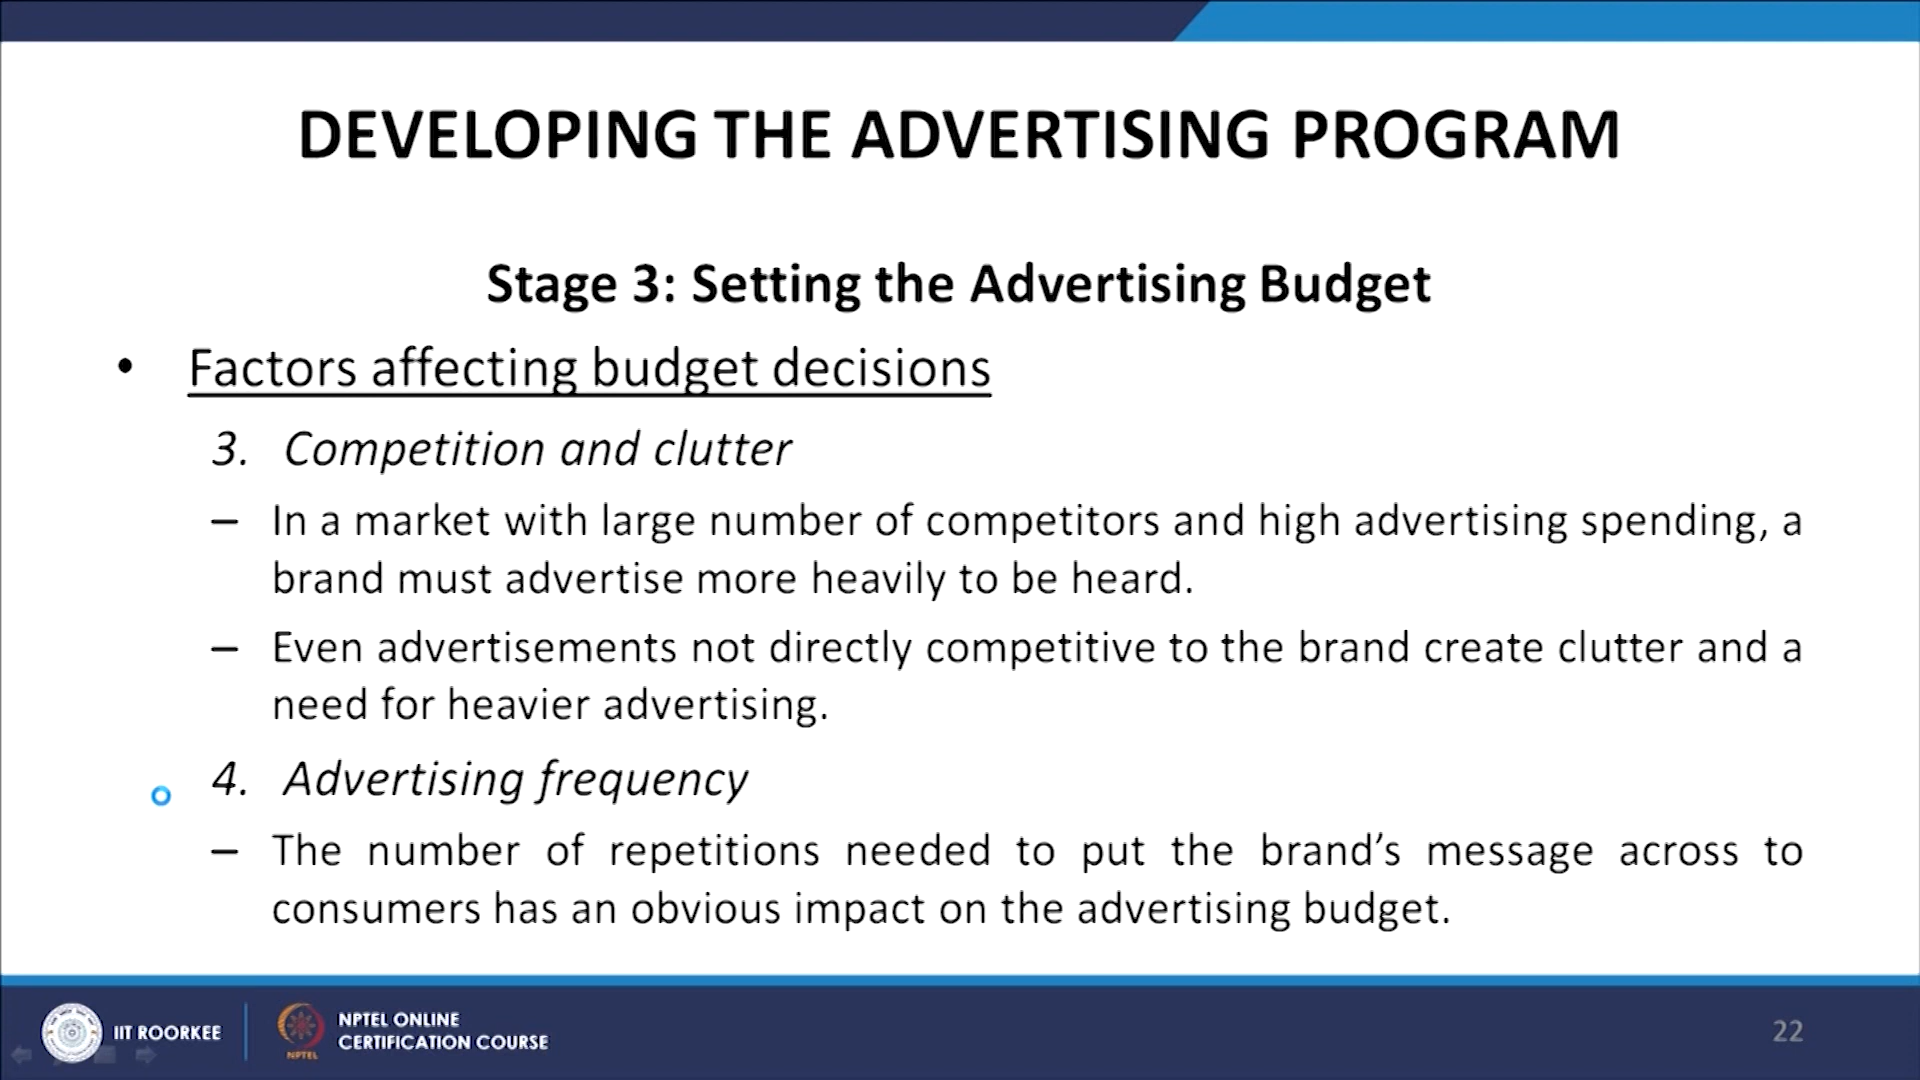 DEVELOPING THE ADVERTISING PROGRAM
Stage 3: Setting the Advertising Budget
• Factors affecting budget decisions
3. Competition and clutter
– In a market with large number of competitors and high advertising spending, a
brand must advertise more heavily to be heard.
– Even advertisements not directly competitive to the brand create clutter and a
need for heavier advertising.
4. Advertising frequency
– The number of repetitions needed to put the brand’s message across to
consumers has an obvious impact on the advertising budget.
IIT ROORKEE
NPTEL
NPTEL ONLINE
CERTIFICATION COURSE
22